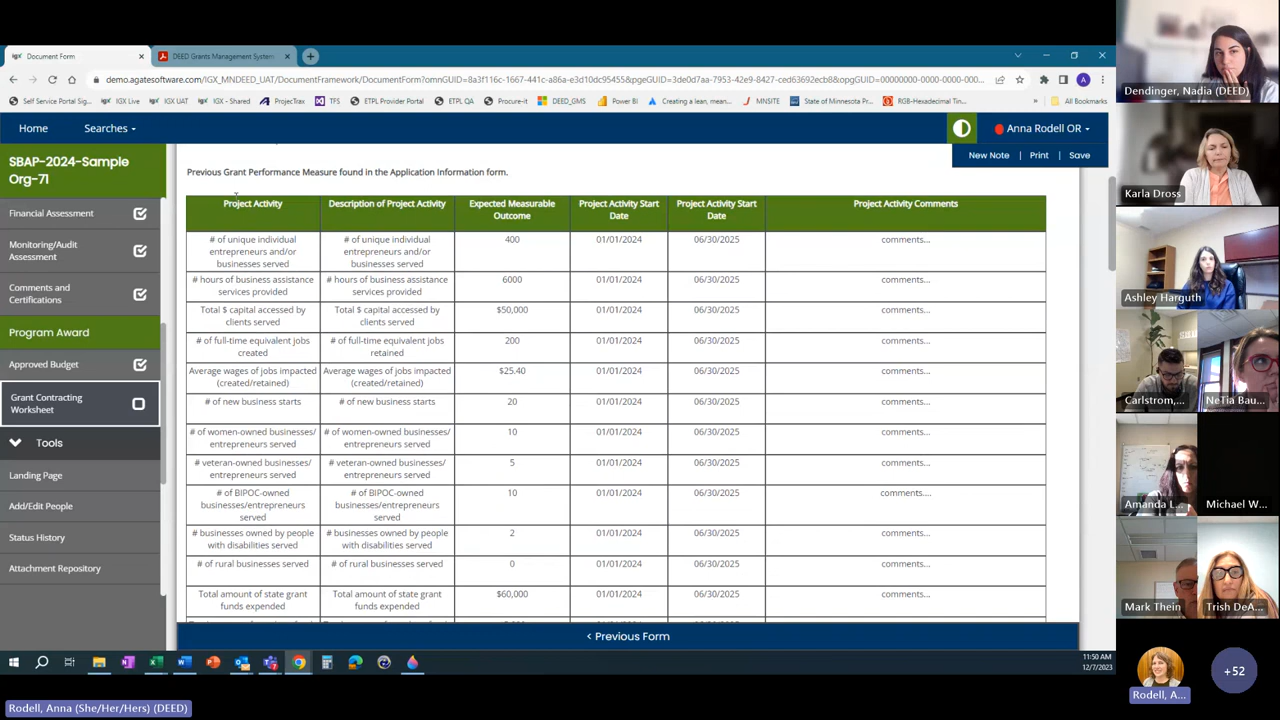 Document Form
DEED Grants Management System
demo.agatesoftware.com/IGX_MNDEED_UAT/DocumentFramework/DocumentForm?omnGUID=8a3f116c-1667-441c-a86a-e3d10dc95455&pgeGUID=3de0d7aa-7953-42e9-8427-ced63692ecb8&opgGUID=00000000-0000-0000-000...
A
Self Service Portal Sig...
IGX Live
IGX UAT
IGX - Shared
ProjecTrax
TFS
ETPL Provider Portal
ETPL QA
Procure-it
DEED_GMS
Power BI
Creating a lean, mean...
MNSITE
State of Minnesota Pr...
RGB-Hexadecimal Tin...
»
All Bookmarks
Home
Searches
Anna Rodell OR
New Note
Print
Save
SBAP-2024-Sample
Org-71
Financial Assessment
Monitoring/Audit
Assessment
Comments and
Certifications
Program Award
Approved Budget
Grant Contracting
Worksheet
Tools
Landing Page
Add/Edit People
Status History
Attachment Repository
Previous Grant Performance Measure found in the Application Information form.
Project Activity
Description of Project Activity
Expected Measurable
Outcome
Project Activity Start
Date
Project Activity Start
Date
Project Activity Comments
# of unique individual
entrepreneurs and/or
businesses served
# of unique individual
entrepreneurs and/or
businesses served
400
01/01/2024
06/30/2025
comments...
# hours of business assistance
services provided
# hours of business assistance
services provided
6000
01/01/2024
06/30/2025
comments...
Total $ capital accessed by
clients served
Total $ capital accessed by
clients served
$50,000
01/01/2024
06/30/2025
comments...
# of full-time equivalent jobs
created
# of full-time equivalent jobs
retained
200
01/01/2024
06/30/2025
comments...
Average wages of jobs impacted
(created/retained)
Average wages of jobs impacted
(created/retained)
$25.40
01/01/2024
06/30/2025
comments...
# of new business starts
# of new business starts
20
01/01/2024
06/30/2025
comments...
# of women-owned businesses/
entrepreneurs served
# of women-owned businesses/
entrepreneurs served
10
01/01/2024
06/30/2025
comments...
# veteran-owned businesses/
entrepreneurs served
# veteran-owned businesses/
entrepreneurs served
5
01/01/2024
06/30/2025
comments...
# of BIPOC-owned
businesses/entrepreneurs
served
# of BIPOC-owned
businesses/entrepreneurs
served
10
01/01/2024
06/30/2025
comments....
# businesses owned by people
with disabilities served
# businesses owned by people
with disabilities served
2
01/01/2024
06/30/2025
comments...
# of rural businesses served
# of rural businesses served
0
01/01/2024
06/30/2025
comments...
Total amount of state grant
funds expended
Total amount of state grant
funds expended
$60,000
01/01/2024
06/30/2025
comments...
< Previous Form
11:50 AM
12/7/2023
Rodell, Anna (She/Her/Hers) (DEED)
Dendinger, Nadia (DEED)
Karla Dross
Ashley Harguth
Carlstrom,...
NeTia Bau...
Amanda L...
Michael W...
Mark Thein
Trish DeA...
Rodell, A...
+52